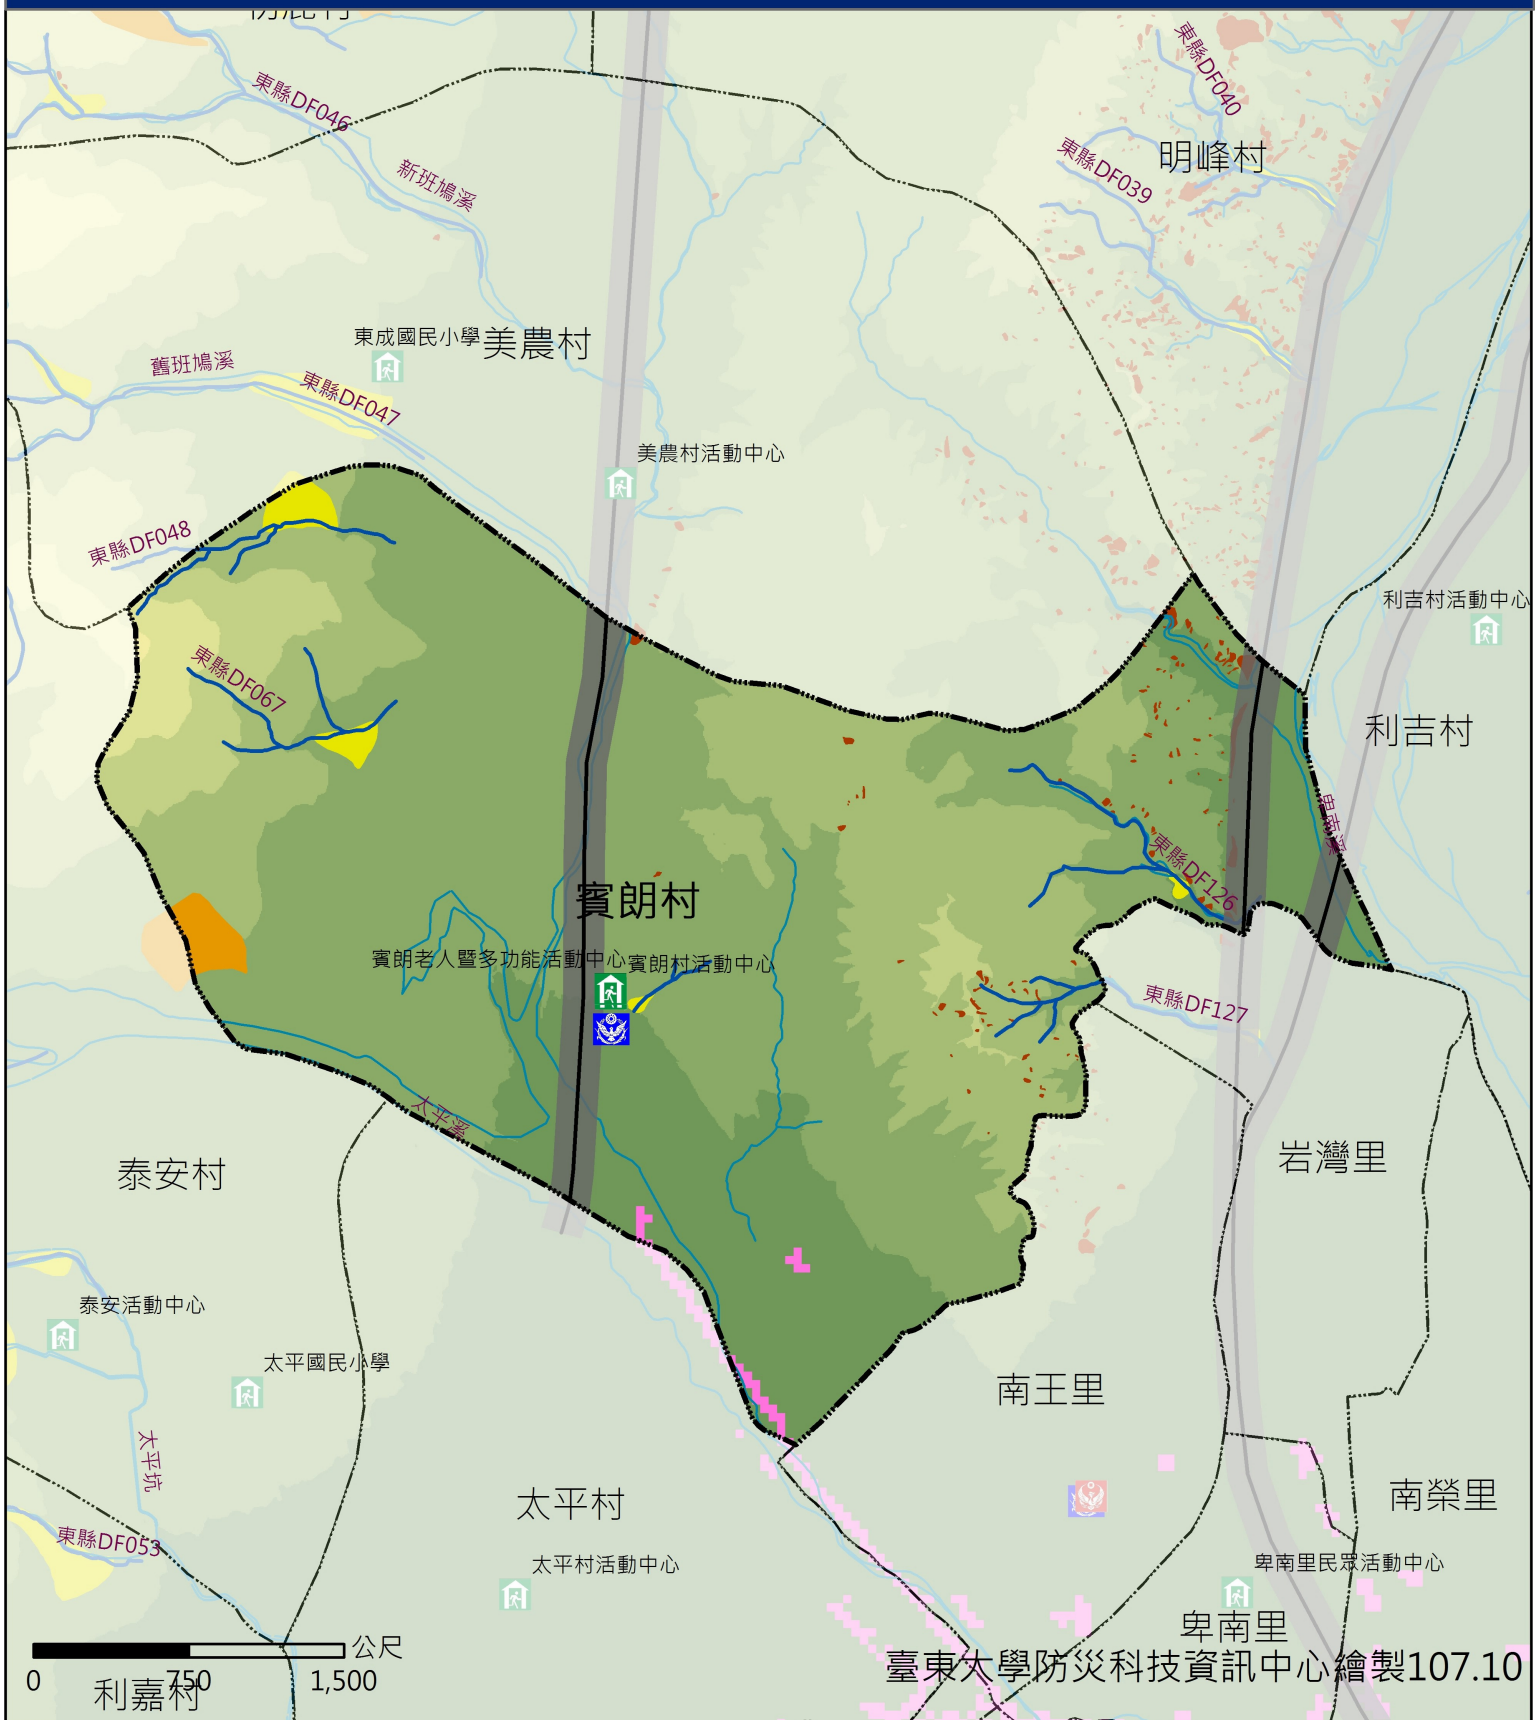 東縣DF046
新班鳩溪
東縣DF040
東縣DF039
明峰村
東成國民小學
美農村
舊班鳩溪
東縣DF047
美農村活動中心
東縣DF048
利吉村活動中心
東縣DF067
利吉村
卑南溪
東縣DF126
賓朗村
賓朗老人暨多功能活動中心
賓朗村活動中心
東縣DF127
太平溪
泰安村
岩灣里
泰安活動中心
太平國民小學
南王里
太平坑
太平村
南榮里
東縣DF053
太平村活動中心
卑南里民眾活動中心
卑南里
公尺
0 750 1,500
利嘉村
臺東大學防災科技資訊中心繪製107.10